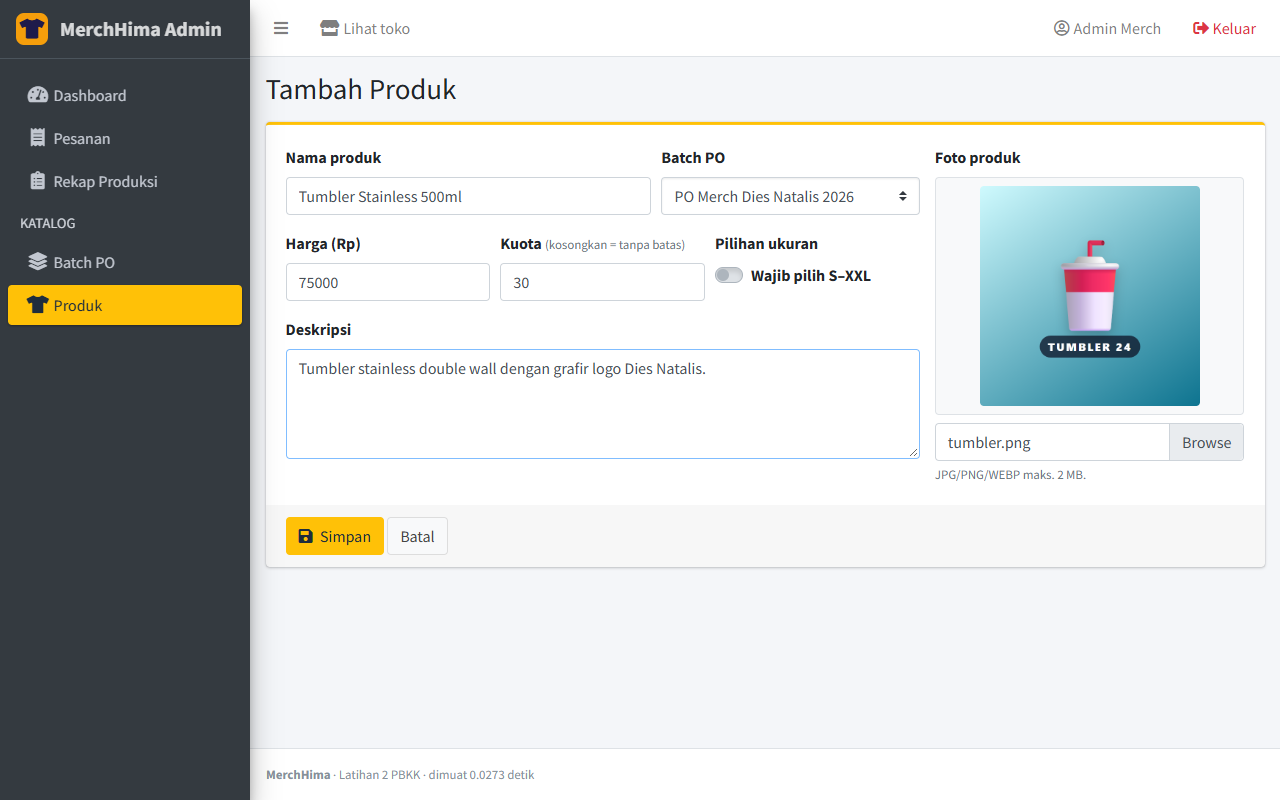 MerchHima Admin
Lihat toko
Admin Merch
Keluar
Dashboard
Pesanan
Rekap Produksi
KATALOG
Batch PO
Produk
Tambah Produk
Nama produk
Tumbler Stainless 500ml
Batch PO
PO Merch Dies Natalis 2026
Harga (Rp)
75000
Kuota (kosongkan = tanpa batas)
30
Pilihan ukuran
Wajib pilih S–XXL
Deskripsi
Tumbler stainless double wall dengan grafir logo Dies Natalis.
Foto produk
TUMBLER 24
tumbler.png
Browse
JPG/PNG/WEBP maks. 2 MB.
Simpan
Batal
MerchHima · Latihan 2 PBKK · dimuat 0.0273 detik